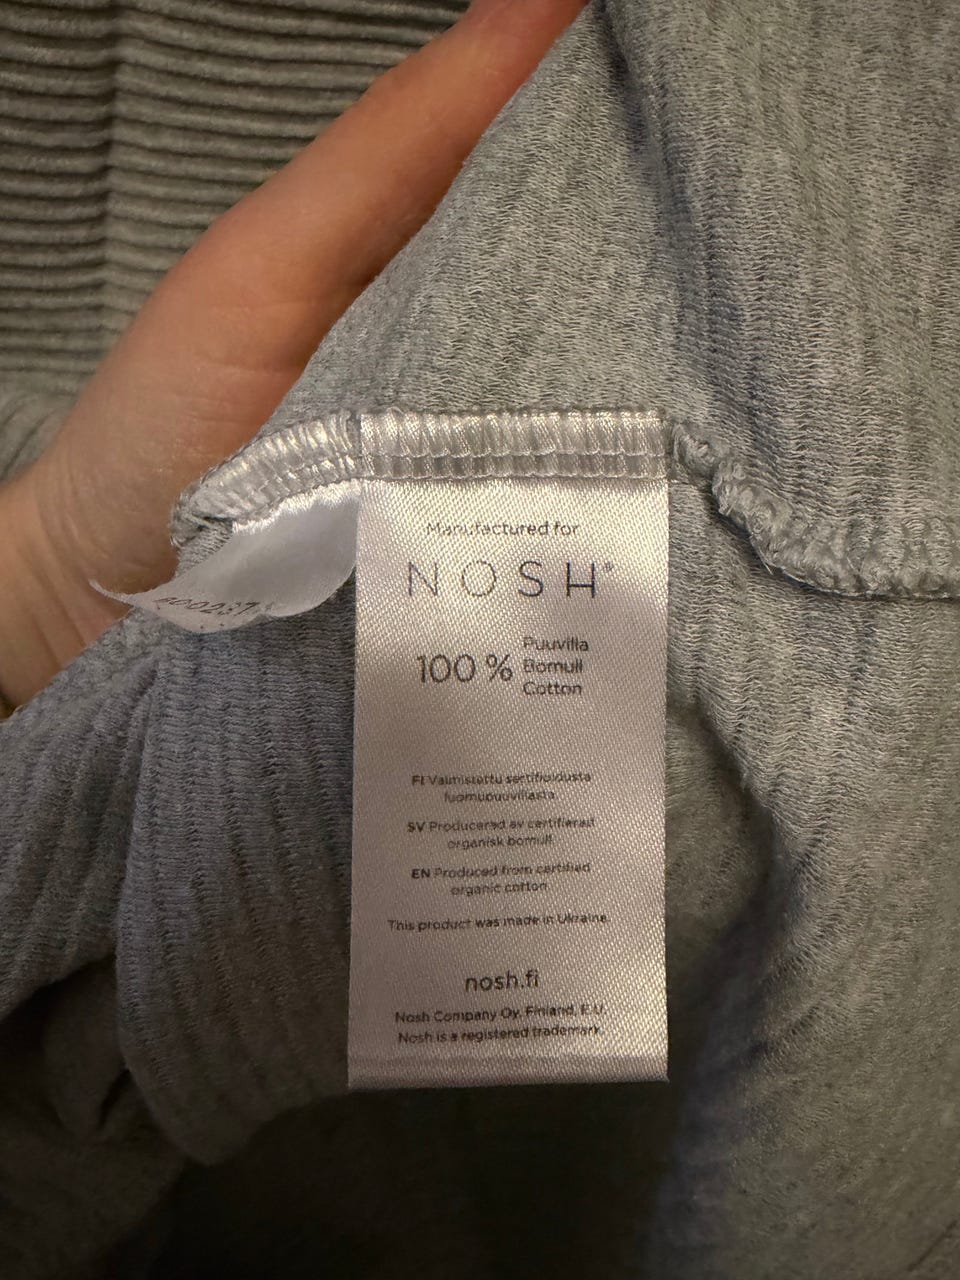 Manufactured for
NOSH®
100 % Puuvilla
Bomull
Cotton
FI Valmistettu sertifioidusta
luomupuuvillasta
SV Producerad av certifierad
organisk bomull
EN Produced from certified
organic cotton
This product was made in Ukraine.
nosh.fi
Nosh Company Oy, Finland, E.U.
Nosh is a registered trademark.